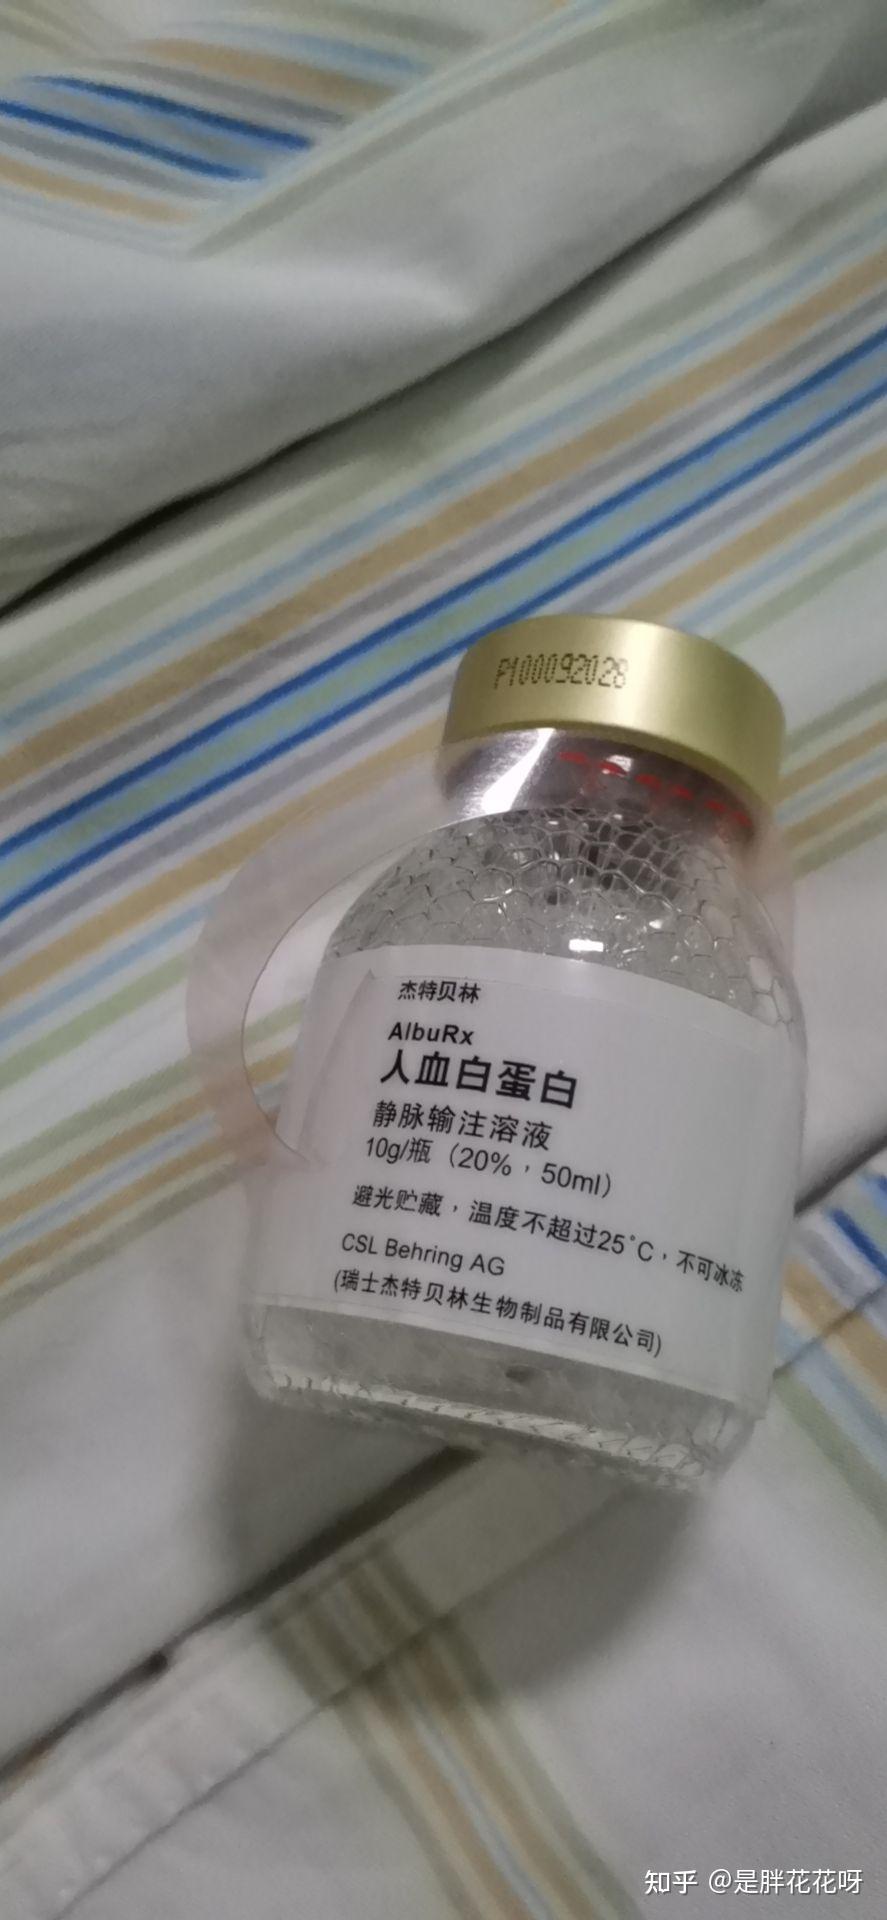 P100092028
杰特贝林
AlbuRx
人血白蛋白
静脉输注溶液
10g/瓶（20%，50ml）
避光贮藏，温度不超过25˚C，不可冰冻
CSL Behring AG
(瑞士杰特贝林生物制品有限公司)
知乎 @是胖花花呀